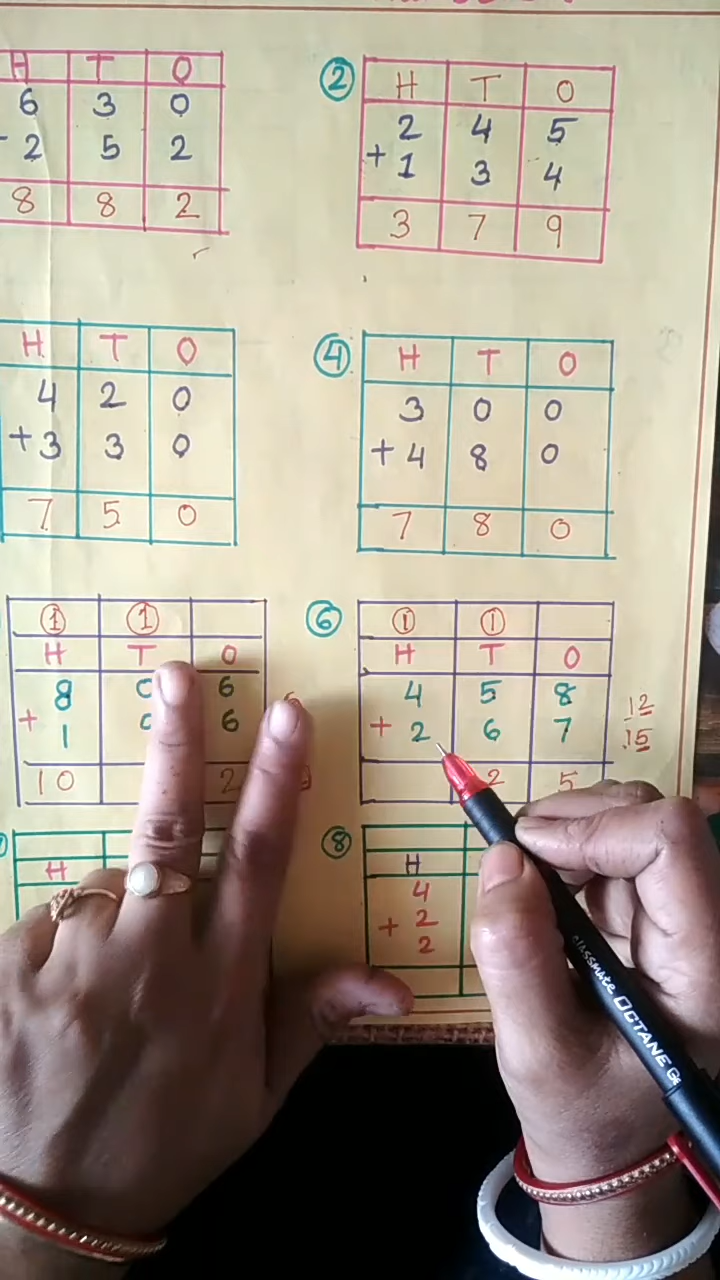 H T O
6 3 0
2 5 2
8 8 2
②
H T O
2 4 5
+ 1 3 4
3 7 9
H T O
4 2 0
+ 3 3 0
7 5 0
④
H T O
3 0 0
+ 4 8 0
7 8 0
① ①
H T O
8 0 6
+ 1 6
10 2
⑥
① ①
H T O
4 5 8
+ 2 6 7
2 5
12
15
H
⑧
H
4
+ 2
2
classmate OCTANE